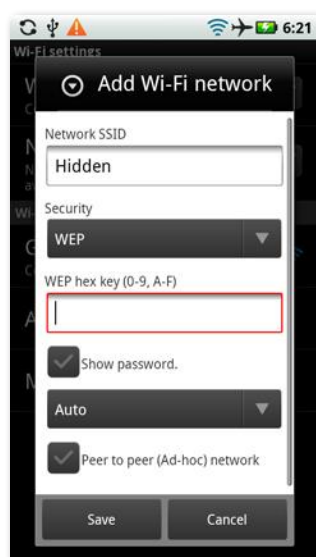 6:21
Wi-Fi settings
Add Wi-Fi network
Network SSID
Hidden
Security
WEP
WEP hex key (0-9, A-F)
Show password.
Auto
Peer to peer (Ad-hoc) network
Save
Cancel